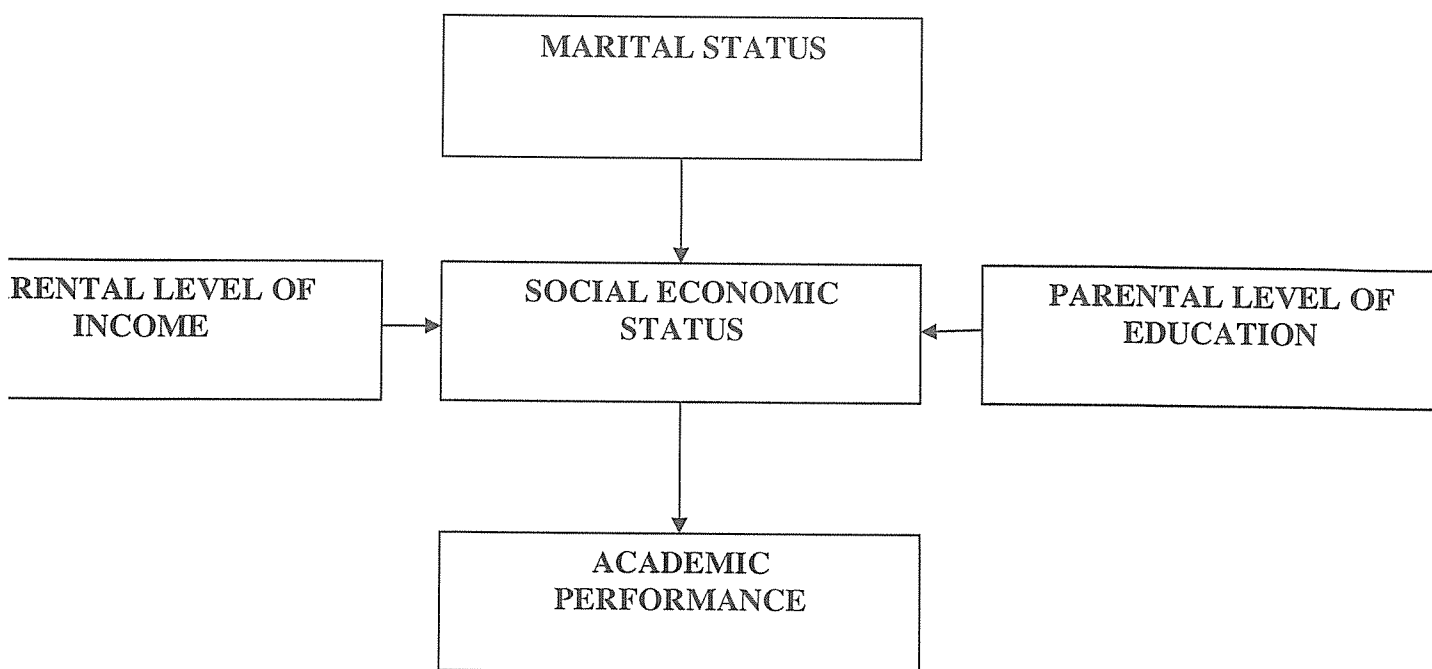 MARITAL STATUS
RENTAL LEVEL OF
INCOME
SOCIAL ECONOMIC
STATUS
PARENTAL LEVEL OF
EDUCATION
ACADEMIC
PERFORMANCE